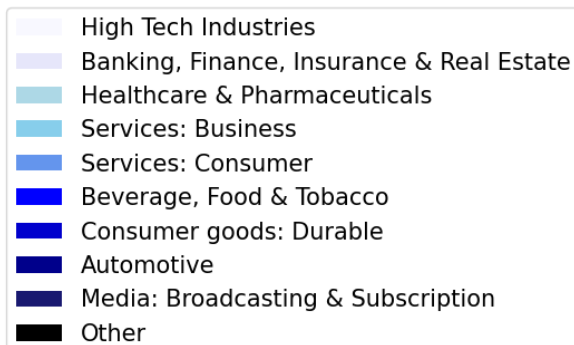 High Tech Industries
Banking, Finance, Insurance & Real Estate
Healthcare & Pharmaceuticals
Services: Business
Services: Consumer
Beverage, Food & Tobacco
Consumer goods: Durable
Automotive
Media: Broadcasting & Subscription
Other